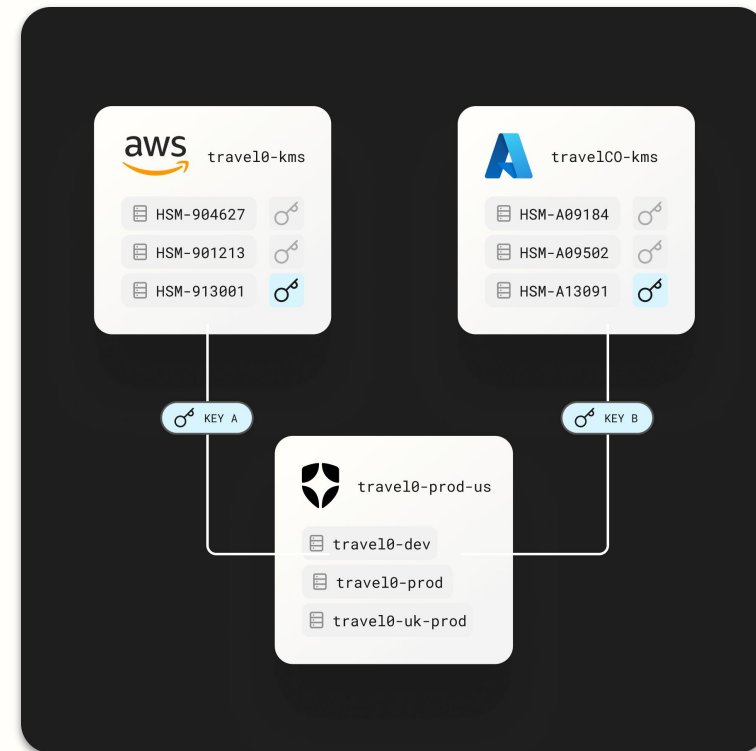 aws travel0-kms
HSM-904627
HSM-901213
HSM-913001
travelCO-kms
HSM-A09184
HSM-A09502
HSM-A13091
KEY A
KEY B
travel0-prod-us
travel0-dev
travel0-prod
travel0-uk-prod